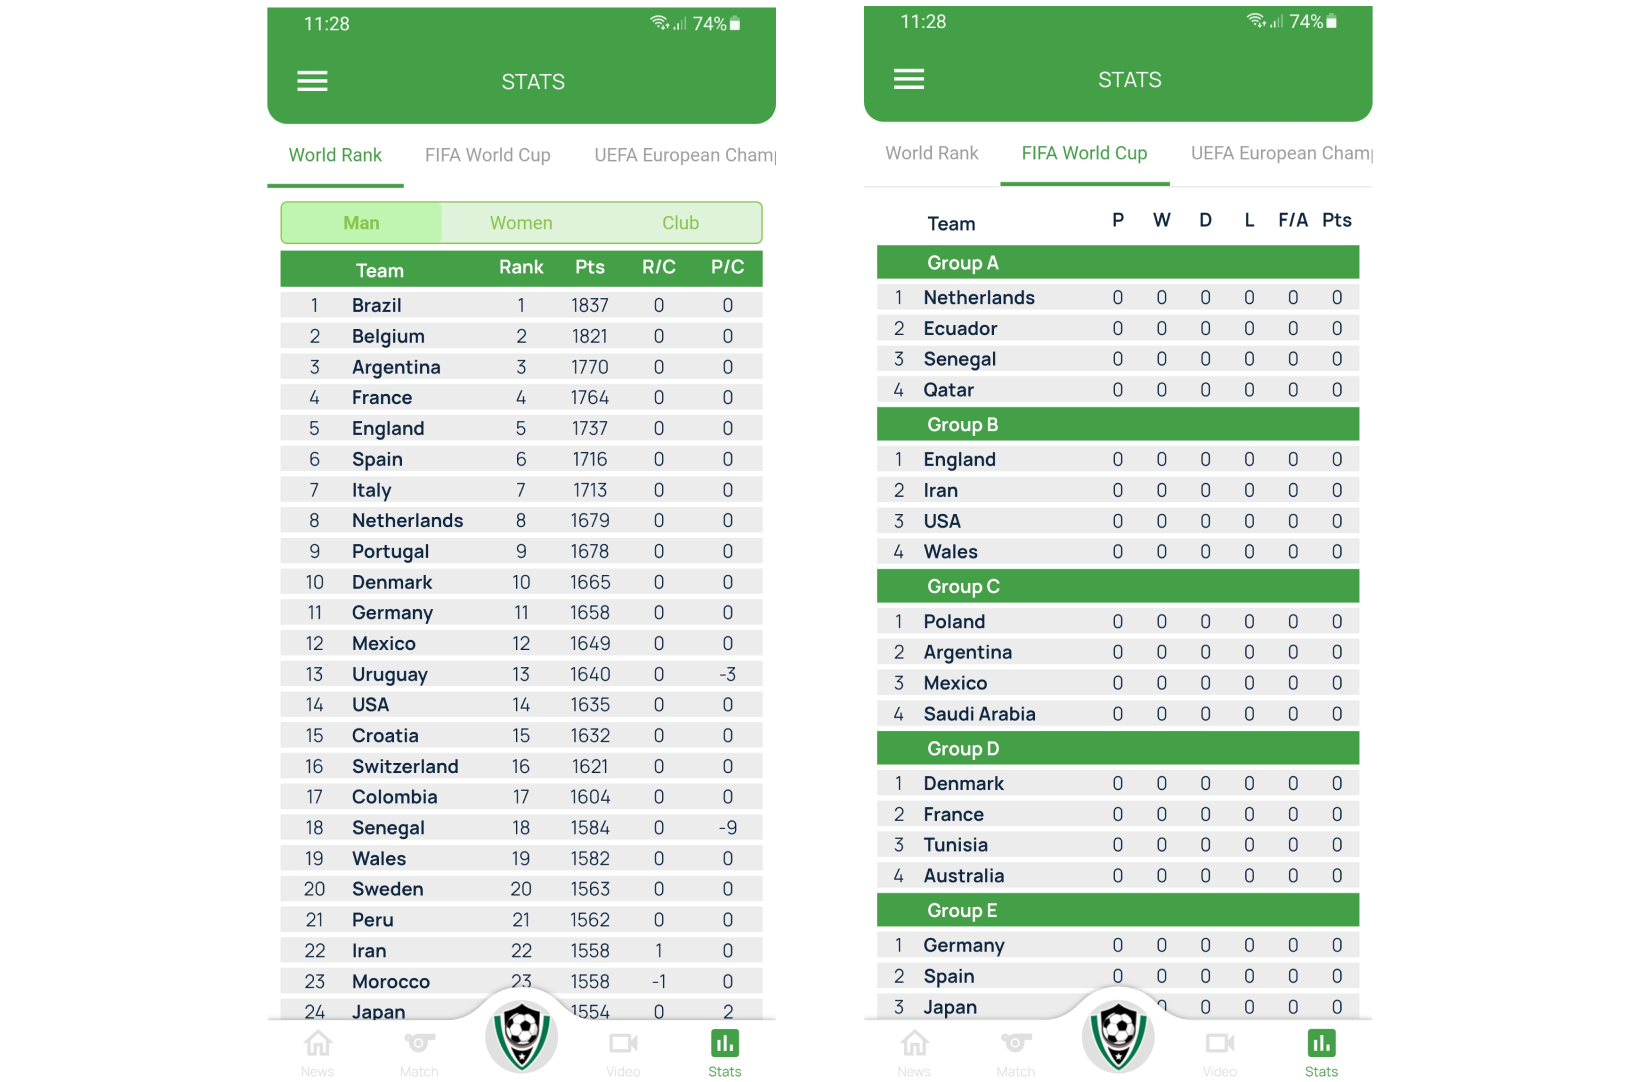 11:28 74%
STATS
World Rank FIFA World Cup UEFA European Champ
Man Women Club
Team Rank Pts R/C P/C
1 Brazil 1 1837 0 0
2 Belgium 2 1821 0 0
3 Argentina 3 1770 0 0
4 France 4 1764 0 0
5 England 5 1737 0 0
6 Spain 6 1716 0 0
7 Italy 7 1713 0 0
8 Netherlands 8 1679 0 0
9 Portugal 9 1678 0 0
10 Denmark 10 1665 0 0
11 Germany 11 1658 0 0
12 Mexico 12 1649 0 0
13 Uruguay 13 1640 0 -3
14 USA 14 1635 0 0
15 Croatia 15 1632 0 0
16 Switzerland 16 1621 0 0
17 Colombia 17 1604 0 0
18 Senegal 18 1584 0 -9
19 Wales 19 1582 0 0
20 Sweden 20 1563 0 0
21 Peru 21 1562 0 0
22 Iran 22 1558 1 0
23 Morocco 23 1558 -1 0
24 Japan 1554 0 2
News Match Video Stats
11:28 74%
STATS
World Rank FIFA World Cup UEFA European Champ
Team P W D L F/A Pts
Group A
1 Netherlands 0 0 0 0 0 0
2 Ecuador 0 0 0 0 0 0
3 Senegal 0 0 0 0 0 0
4 Qatar 0 0 0 0 0 0
Group B
1 England 0 0 0 0 0 0
2 Iran 0 0 0 0 0 0
3 USA 0 0 0 0 0 0
4 Wales 0 0 0 0 0 0
Group C
1 Poland 0 0 0 0 0 0
2 Argentina 0 0 0 0 0 0
3 Mexico 0 0 0 0 0 0
4 Saudi Arabia 0 0 0 0 0 0
Group D
1 Denmark 0 0 0 0 0 0
2 France 0 0 0 0 0 0
3 Tunisia 0 0 0 0 0 0
4 Australia 0 0 0 0 0 0
Group E
1 Germany 0 0 0 0 0 0
2 Spain 0 0 0 0 0 0
3 Japan 0 0 0 0 0
News Match Video Stats